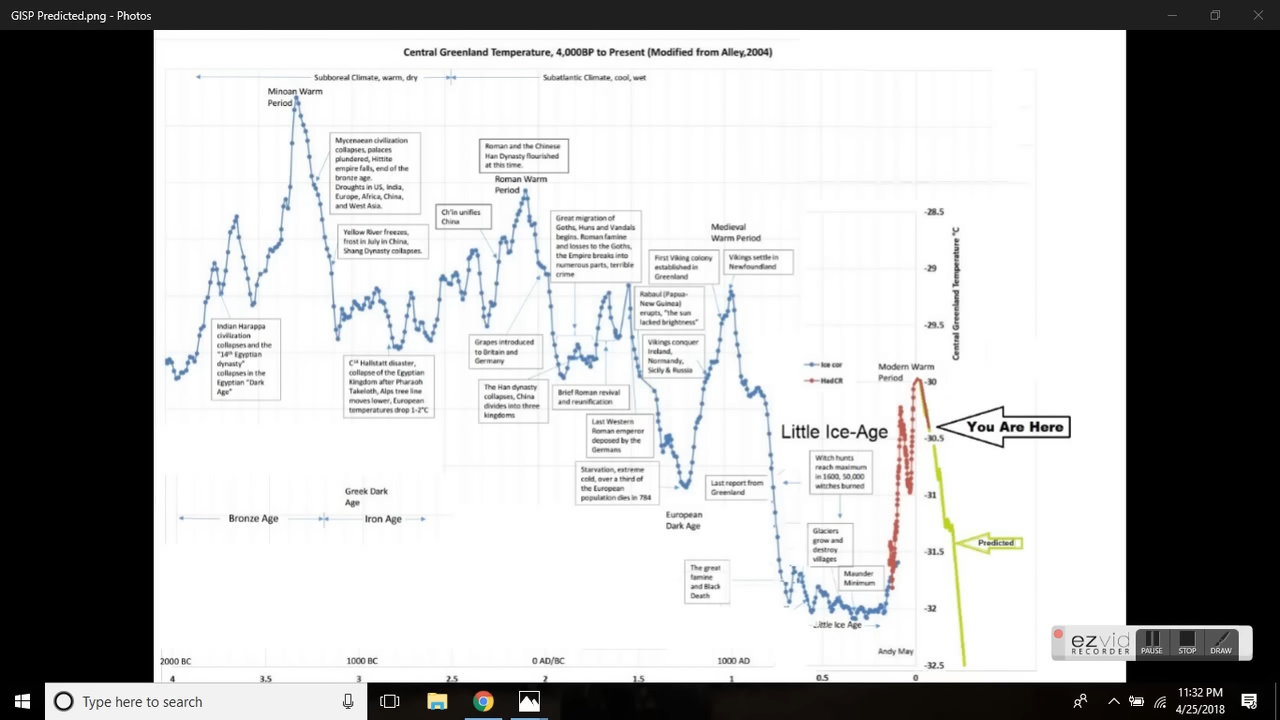 GISP Predicted.png - Photos
Central Greenland Temperature, 4,000BP to Present (Modified from Alley,2004)
Subboreal Climate, warm, dry
Subatlantic Climate, cool, wet
Minoan Warm
Period
Mycenaean civilization
collapses, palaces
plundered, Hittite
empire falls, end of the
bronze age.
Droughts in US, India,
Europe, Africa, China,
and West Asia.
Yellow River freezes,
frost in July in China,
Shang Dynasty collapses.
Roman and the Chinese
Han Dynasty flourished
at this time.
Roman Warm
Period
Ch'in unifies
China
Great migration of
Goths, Huns and Vandals
begins. Roman famine
and losses to the Goths,
the Empire breaks into
numerous parts, terrible
crime
Medieval
Warm Period
First Viking colony
established in
Greenland
Vikings settle in
Newfoundland
Rabaul (Papua-
New Guinea)
erupts, "the sun
lacked brightness"
Vikings conquer
Ireland,
Normandy,
Sicily & Russia
Indian Harappa
civilization
collapses and the
"14th Egyptian
dynasty"
collapses in the
Egyptian "Dark
Age"
C14 Hallstatt disaster,
collapse of the Egyptian
Kingdom after Pharaoh
Takeloth, Alps tree line
moves lower, European
temperatures drop 1-2°C
Grapes introduced
to Britain and
Germany
The Han dynasty
collapses, China
divides into three
kingdoms
Brief Roman revival
and reunification
Last Western
Roman emperor
deposed by the
Germans
Starvation, extreme
cold, over a third of
the European
population dies in 784
Last report from
Greenland
European
Dark Age
The great
famine
and Black
Death
Ice cor
HadCR
Modern Warm
Period
Little Ice-Age
Witch hunts
reach maximum
in 1600, 50,000
witches burned
Glaciers
grow and
destroy
villages
Maunder
Minimum
Little Ice Age
Andy May
You Are Here
Predicted
Central Greenland Temperature °C
-28.5
-29
-29.5
-30
-30.5
-31
-31.5
-32
-32.5
Greek Dark
Age
Bronze Age
Iron Age
2000 BC
1000 BC
0 AD/BC
1000 AD
4
3.5
3
2.5
2
1.5
1
0.5
0
ezvid
RECORDER
PAUSE
STOP
DRAW
Type here to search
11:32 PM
4/25/2018